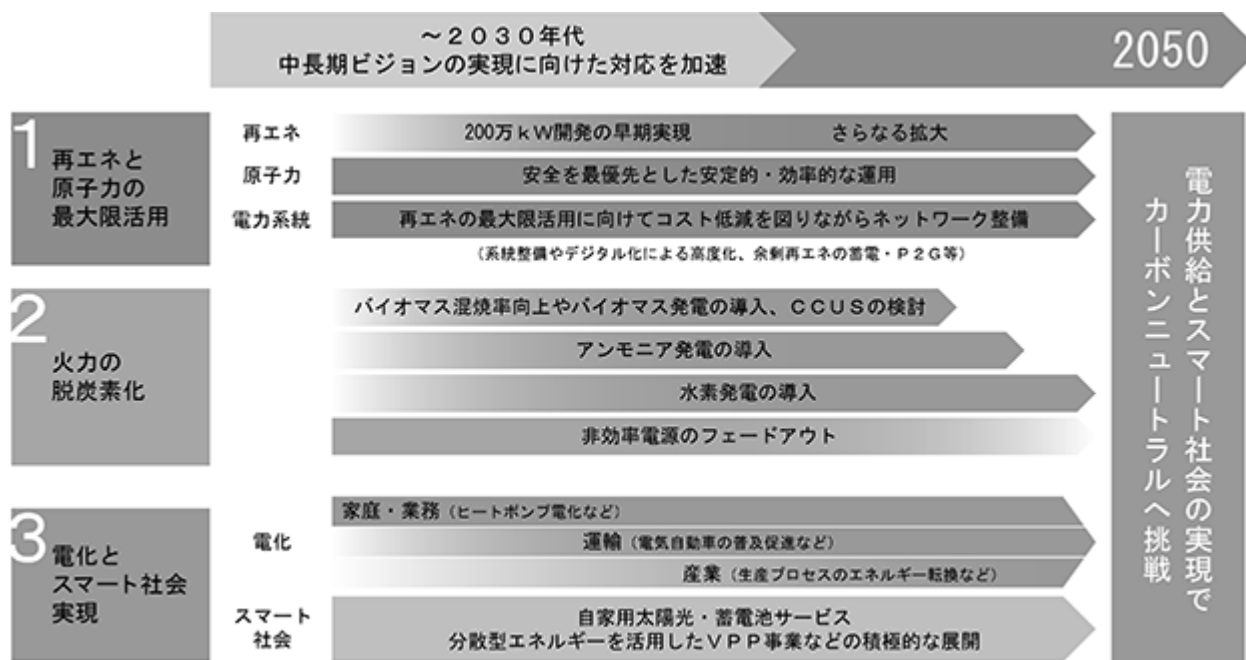 ～２０３０年代
中長期ビジョンの実現に向けた対応を加速
2050
1
再エネと
原子力の
最大限活用
再エネ
200万ｋW開発の早期実現 さらなる拡大
原子力
安全を最優先とした安定的・効率的な運用
電力系統
再エネの最大限活用に向けてコスト低減を図りながらネットワーク整備
（系統整備やデジタル化による高度化、余剰再エネの蓄電・Ｐ２Ｇ等）
2
火力の
脱炭素化
バイオマス混焼率向上やバイオマス発電の導入、ＣＣＵＳの検討
アンモニア発電の導入
水素発電の導入
非効率電源のフェードアウト
3
電化と
スマート社会
実現
電化
家庭・業務（ヒートポンプ電化など）
運輸（電気自動車の普及促進など）
産業（生産プロセスのエネルギー転換など）
スマート
社会
自家用太陽光・蓄電池サービス
分散型エネルギーを活用したＶＰＰ事業などの積極的な展開
電力供給とスマート社会の実現で
カーボンニュートラルへ挑戦